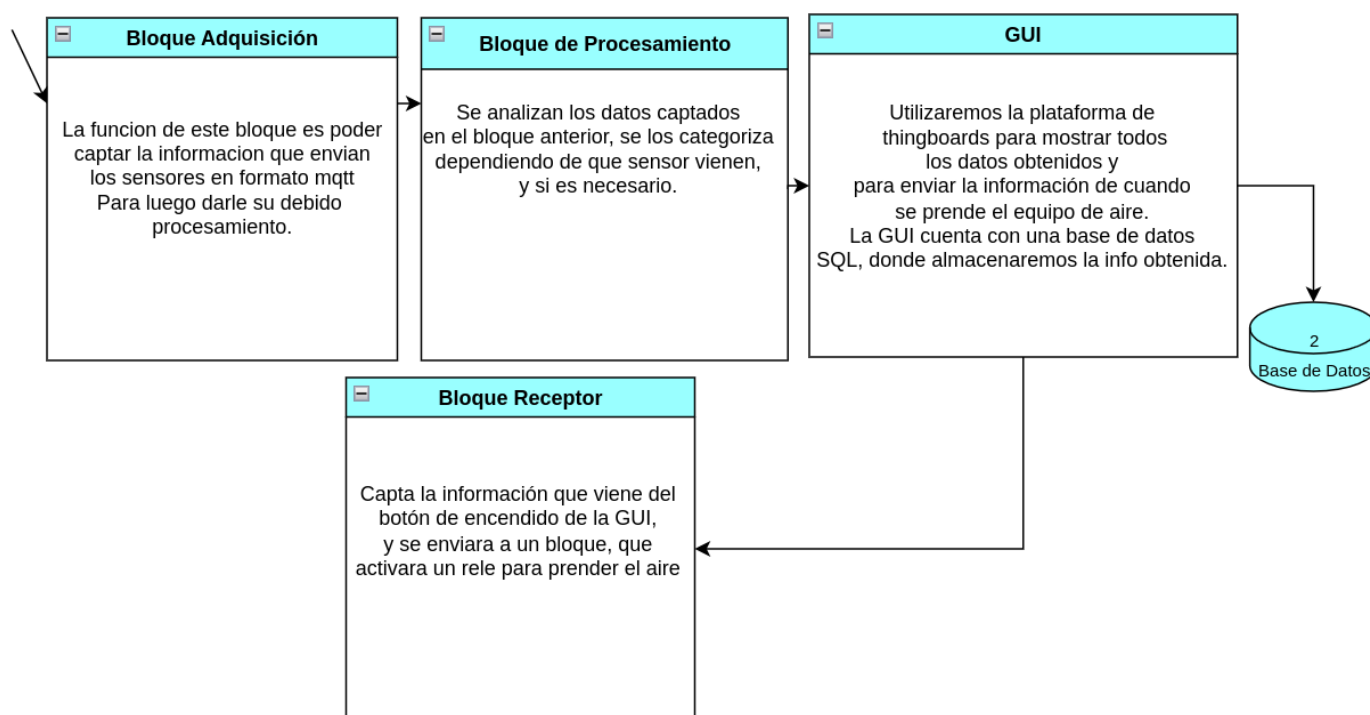 Bloque Adquisición
La funcion de este bloque es poder
captar la informacion que envian
los sensores en formato mqtt
Para luego darle su debido
procesamiento.
Bloque de Procesamiento
Se analizan los datos captados
en el bloque anterior, se los categoriza
dependiendo de que sensor vienen,
y si es necesario.
GUI
Utilizaremos la plataforma de
thingboards para mostrar todos
los datos obtenidos y
para enviar la información de cuando
se prende el equipo de aire.
La GUI cuenta con una base de datos
SQL, donde almacenaremos la info obtenida.
2
Base de Datos
Bloque Receptor
Capta la información que viene del
botón de encendido de la GUI,
y se enviara a un bloque, que
activara un rele para prender el aire